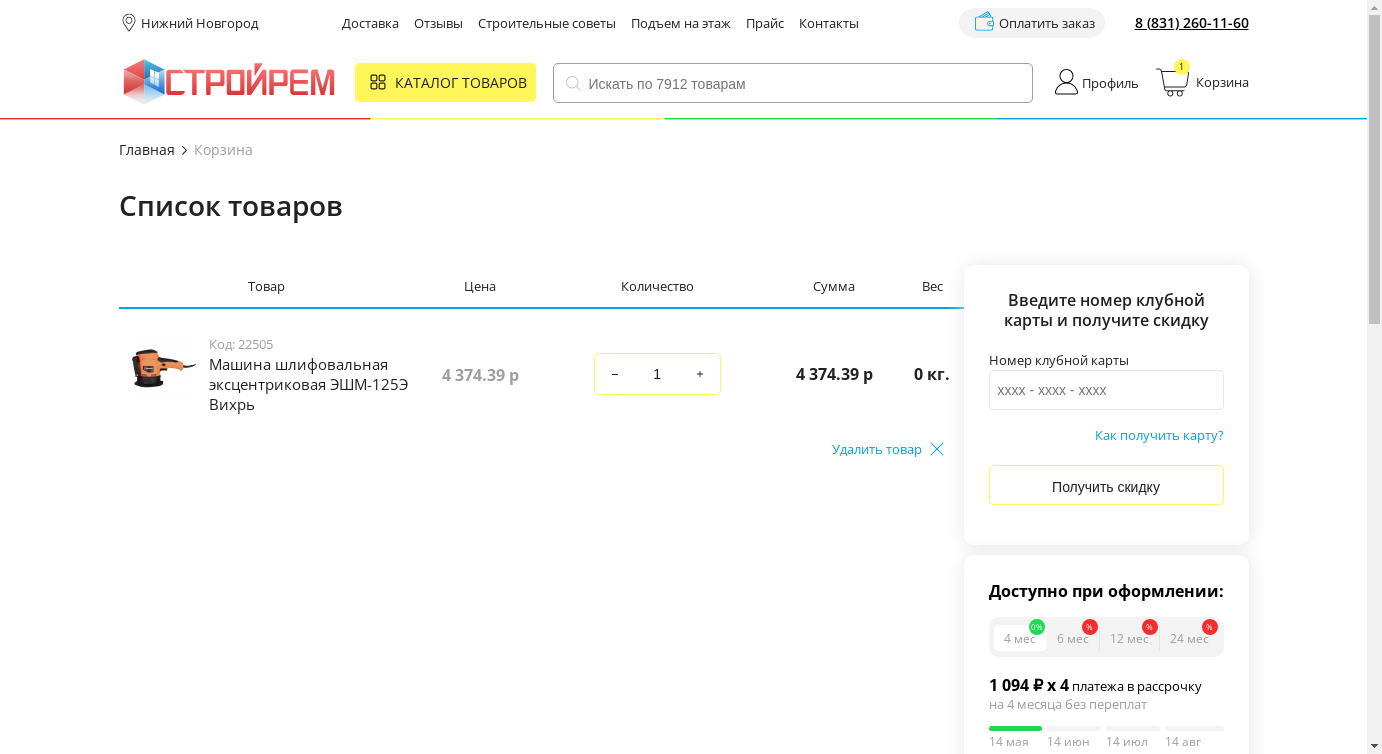 Нижний Новгород
Доставка Отзывы Строительные советы Подъем на этаж Прайс Контакты
Оплатить заказ
8 (831) 260-11-60
СТРОЙРЕМ
КАТАЛОГ ТОВАРОВ
Искать по 7912 товарам
Профиль
1
Корзина
Главная > Корзина
Список товаров
Товар Цена Количество Сумма Вес
Код: 22505
Машина шлифовальная
эксцентриковая ЭШМ-125Э
Вихрь
4 374.39 р
− 1 +
4 374.39 р
0 кг.
Удалить товар
Введите номер клубной
карты и получите скидку
Номер клубной карты
xxxx - xxxx - xxxx
Как получить карту?
Получить скидку
Доступно при оформлении:
0% % % %
4 мес 6 мес 12 мес 24 мес
1 094 ₽ х 4 платежа в рассрочку
на 4 месяца без переплат
14 мая 14 июн 14 июл 14 авг